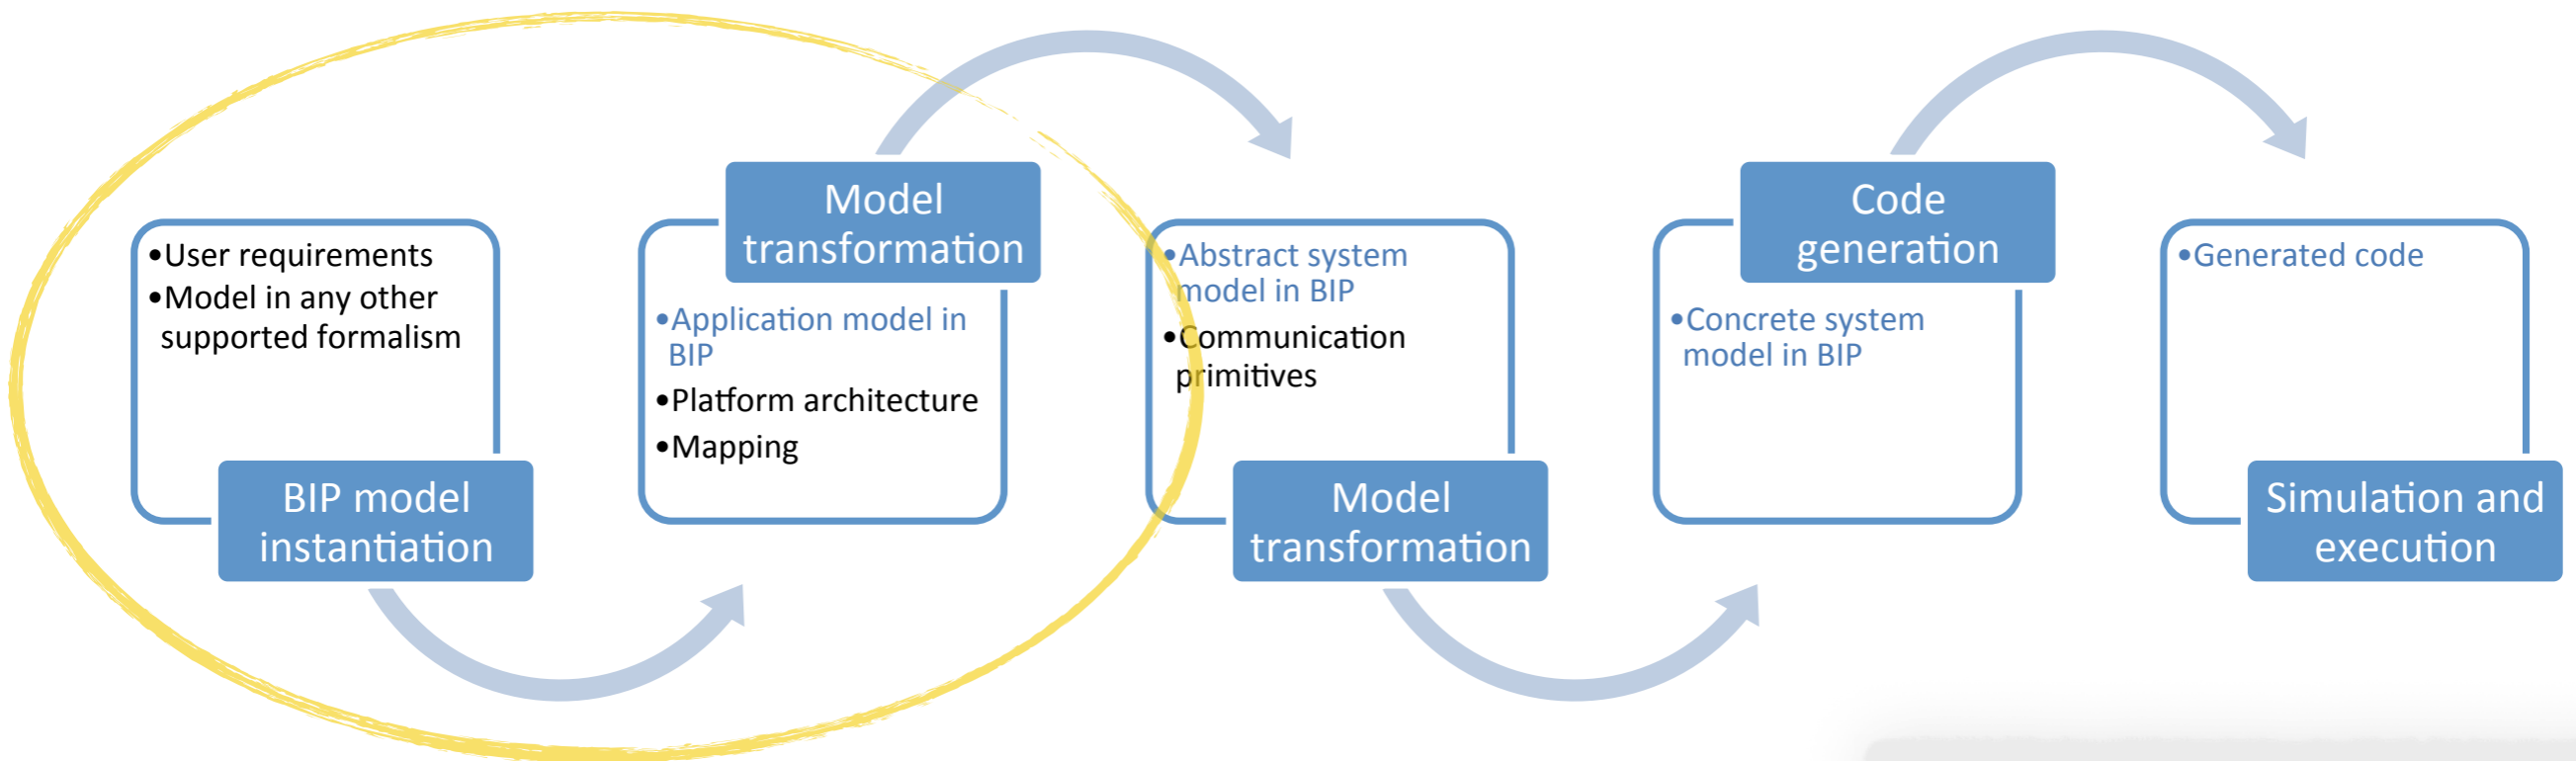 •User requirements
•Model in any other
supported formalism
BIP model
instantiation
Model
transformation
•Application model in
BIP
•Platform architecture
•Mapping
•Abstract system
model in BIP
•Communication
primitives
Model
transformation
Code
generation
•Concrete system
model in BIP
•Generated code
Simulation and
execution